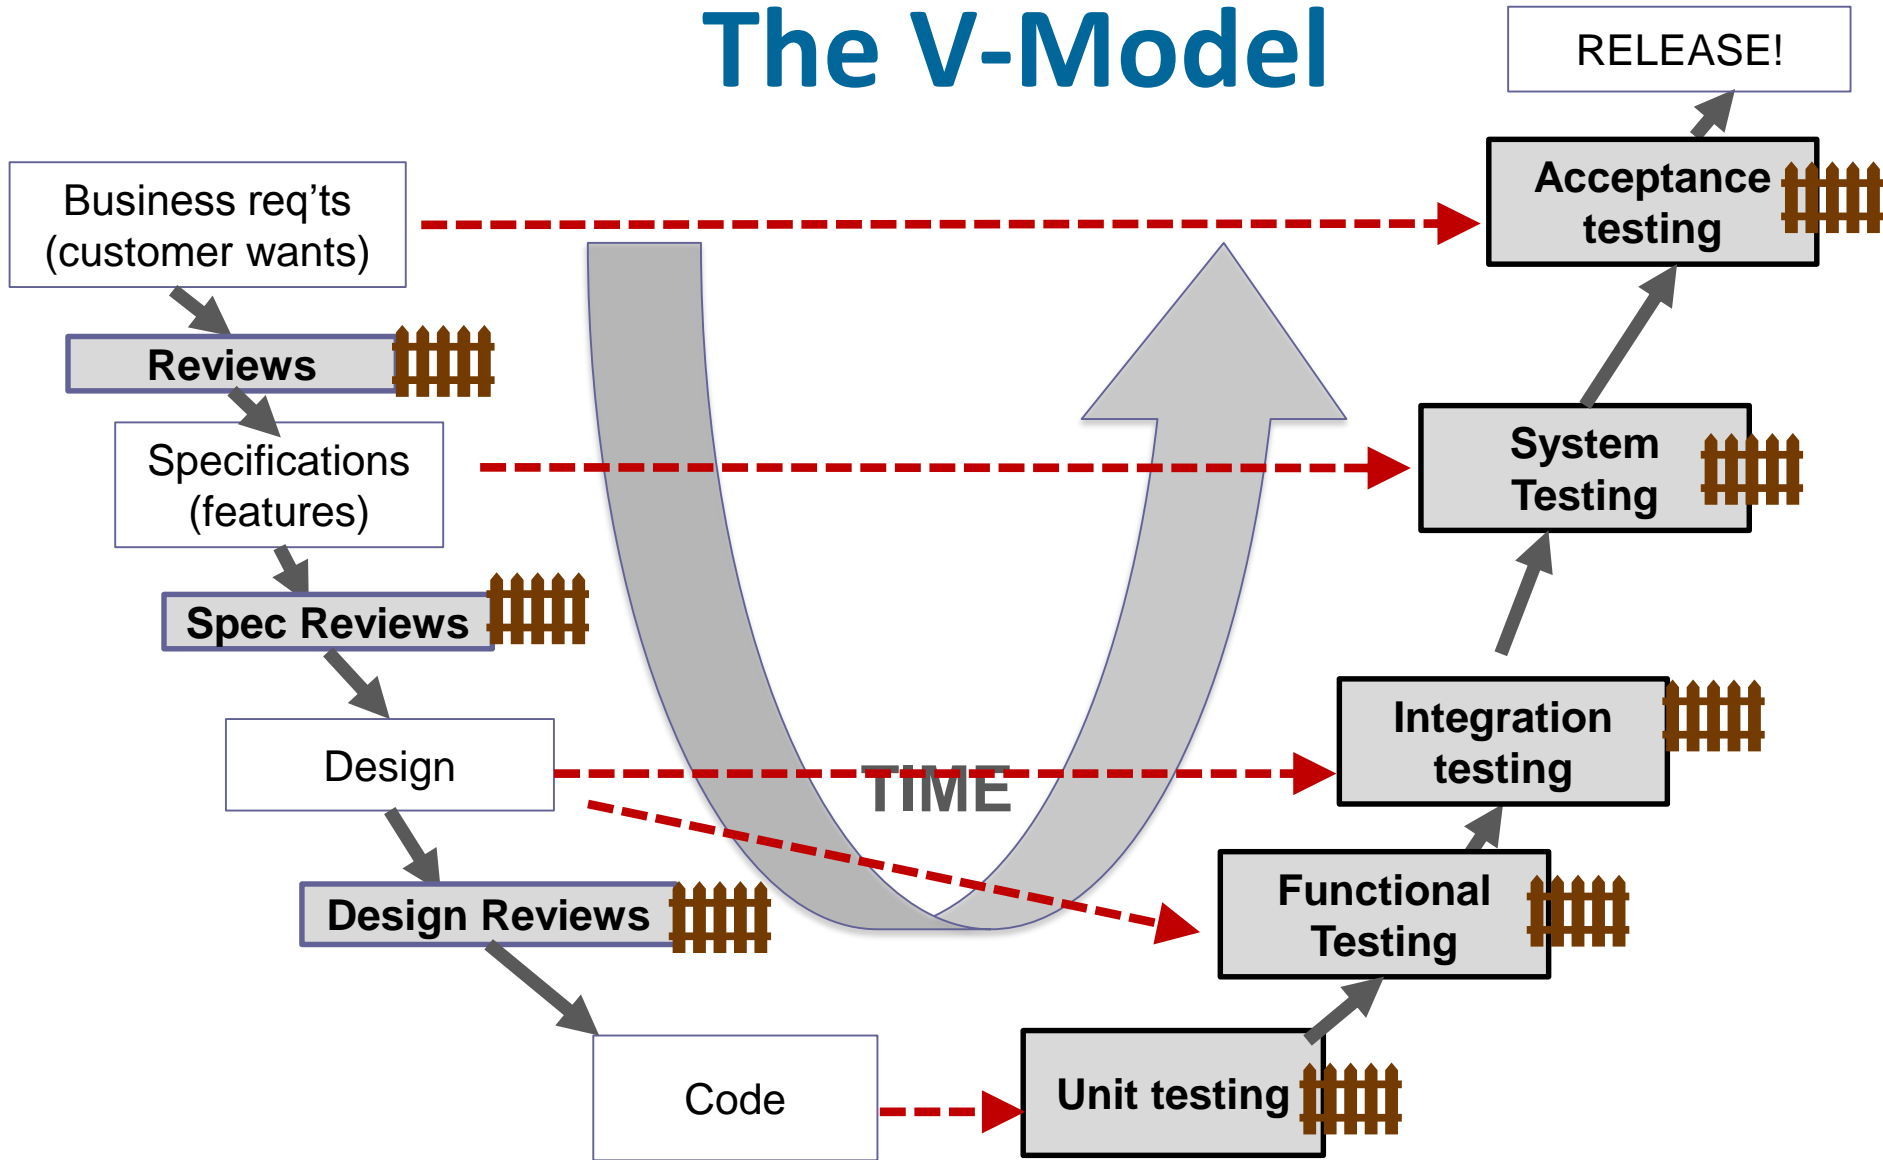 The V-Model
RELEASE!
Business req’ts
(customer wants)
Acceptance
testing
Reviews
Specifications
(features)
System
Testing
Spec Reviews
Design
TIME
Integration
testing
Design Reviews
Functional
Testing
Code
Unit testing